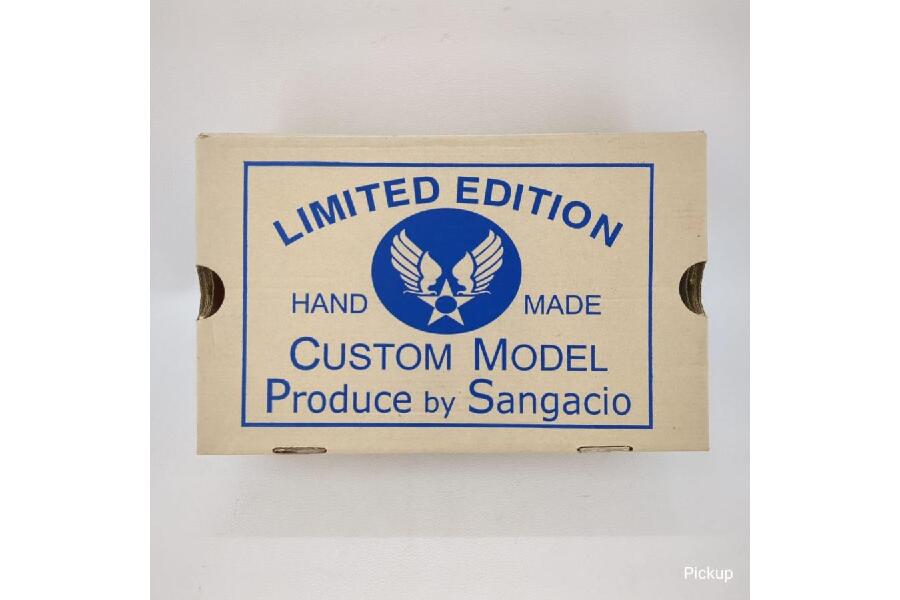 LIMITED EDITION
HAND MADE
CUSTOM MODEL
Produce by Sangacio
Pickup